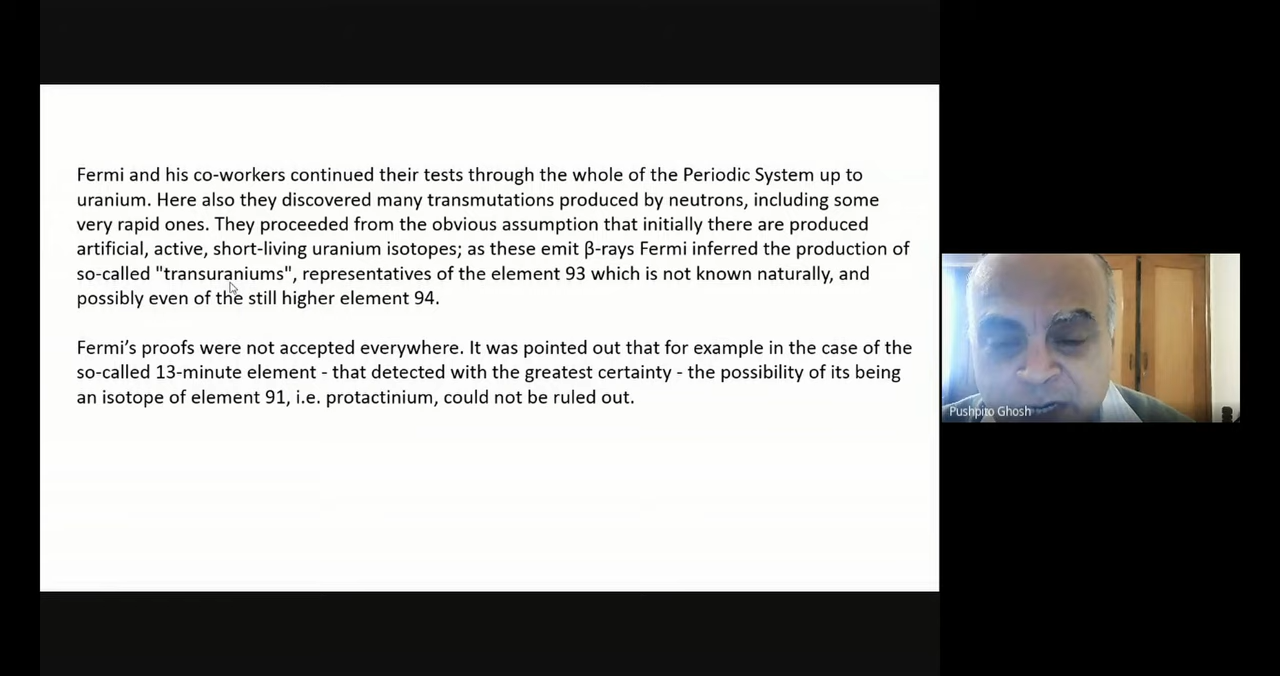 Fermi and his co-workers continued their tests through the whole of the Periodic System up to
uranium. Here also they discovered many transmutations produced by neutrons, including some
very rapid ones. They proceeded from the obvious assumption that initially there are produced
artificial, active, short-living uranium isotopes; as these emit β-rays Fermi inferred the production of
so-called "transuraniums", representatives of the element 93 which is not known naturally, and
possibly even of the still higher element 94.
Fermi’s proofs were not accepted everywhere. It was pointed out that for example in the case of the
so-called 13-minute element - that detected with the greatest certainty - the possibility of its being
an isotope of element 91, i.e. protactinium, could not be ruled out.
Pushpito Ghosh